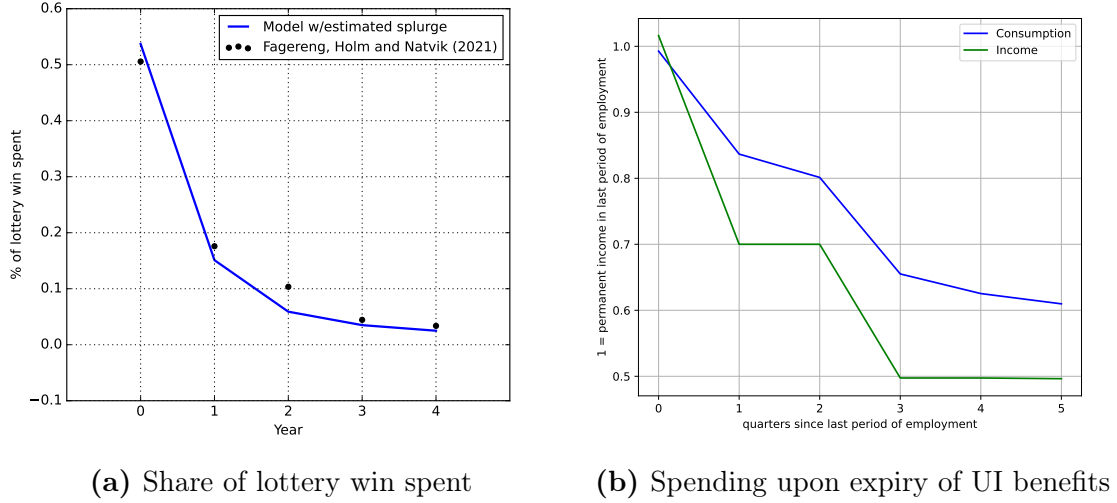 0.6
0.5
0.4
0.3
0.2
0.1
0.0
−0.1
% of lottery win spent
Model w/estimated splurge
Fagereng, Holm and Natvik (2021)
0 1 2 3 4
Year
(a) Share of lottery win spent
1.0
0.9
0.8
0.7
0.6
0.5
1 = permanent income in last period of employment
Consumption
Income
0 1 2 3 4 5
quarters since last period of employment
(b) Spending upon expiry of UI benefits